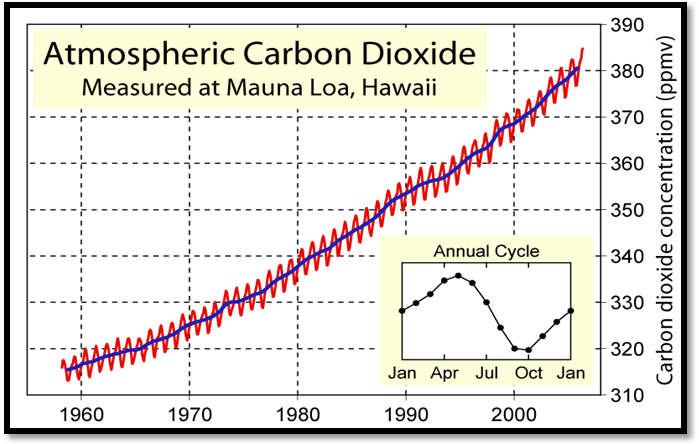 Atmospheric Carbon Dioxide
Measured at Mauna Loa, Hawaii
390
380
370
360
350
340
330
320
310
Carbon dioxide concentration (ppmv)
Annual Cycle
Jan Apr Jul Oct Jan
1960 1970 1980 1990 2000